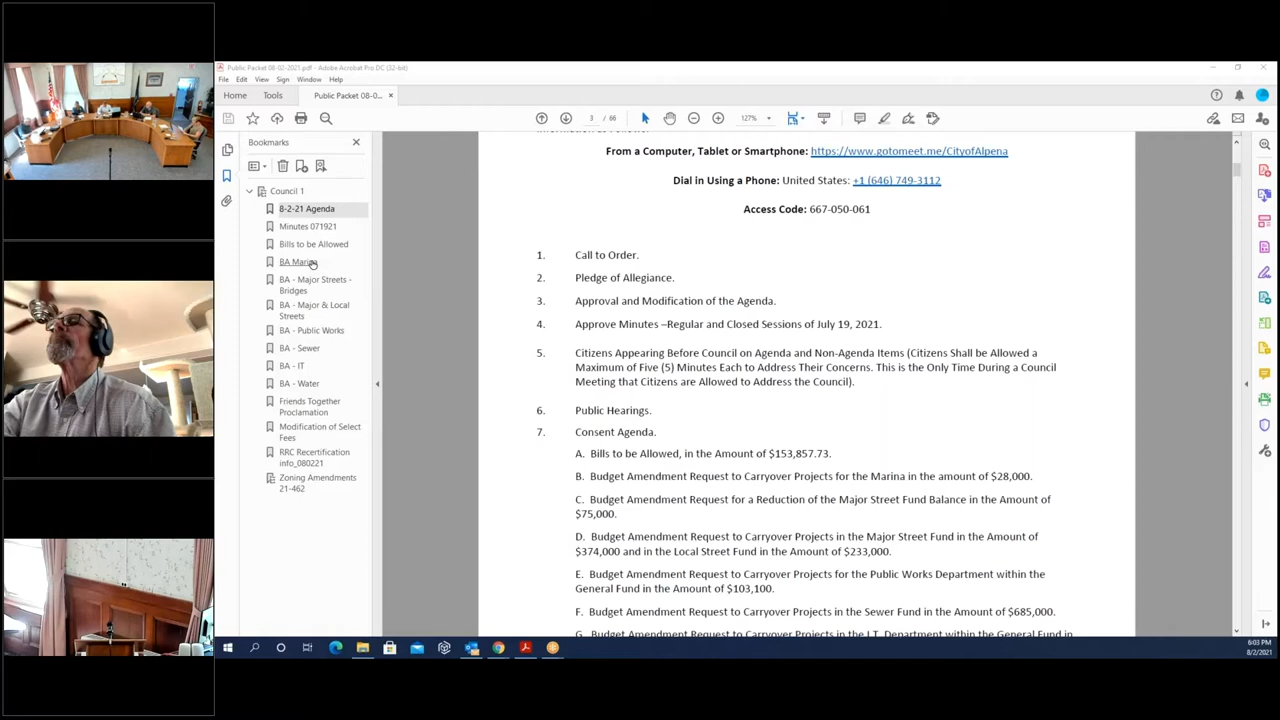 Public Packet 08-02-2021.pdf - Adobe Acrobat Pro DC (32-bit)
File Edit View Sign Window Help
Home Tools Public Packet 08-0... ×
3 / 66 127%
Bookmarks
Council 1
8-2-21 Agenda
Minutes 071921
Bills to be Allowed
BA Marina
BA - Major Streets -
Bridges
BA - Major & Local
Streets
BA - Public Works
BA - Sewer
BA - IT
BA - Water
Friends Together
Proclamation
Modification of Select
Fees
RRC Recertification
info_080221
Zoning Amendments
21-462
From a Computer, Tablet or Smartphone: https://www.gotomeet.me/CityofAlpena
Dial in Using a Phone: United States: +1 (646) 749-3112
Access Code: 667-050-061
1. Call to Order.
2. Pledge of Allegiance.
3. Approval and Modification of the Agenda.
4. Approve Minutes –Regular and Closed Sessions of July 19, 2021.
5. Citizens Appearing Before Council on Agenda and Non-Agenda Items (Citizens Shall be Allowed a
Maximum of Five (5) Minutes Each to Address Their Concerns. This is the Only Time During a Council
Meeting that Citizens are Allowed to Address the Council).
6. Public Hearings.
7. Consent Agenda.
A. Bills to be Allowed, in the Amount of $153,857.73.
B. Budget Amendment Request to Carryover Projects for the Marina in the amount of $28,000.
C. Budget Amendment Request for a Reduction of the Major Street Fund Balance in the Amount of
$75,000.
D. Budget Amendment Request to Carryover Projects in the Major Street Fund in the Amount of
$374,000 and in the Local Street Fund in the Amount of $233,000.
E. Budget Amendment Request to Carryover Projects for the Public Works Department within the
General Fund in the Amount of $103,100.
F. Budget Amendment Request to Carryover Projects in the Sewer Fund in the Amount of $685,000.
G. Budget Amendment Request to Carryover Projects in the I.T. Department within the General Fund in
6:03 PM
8/2/2021